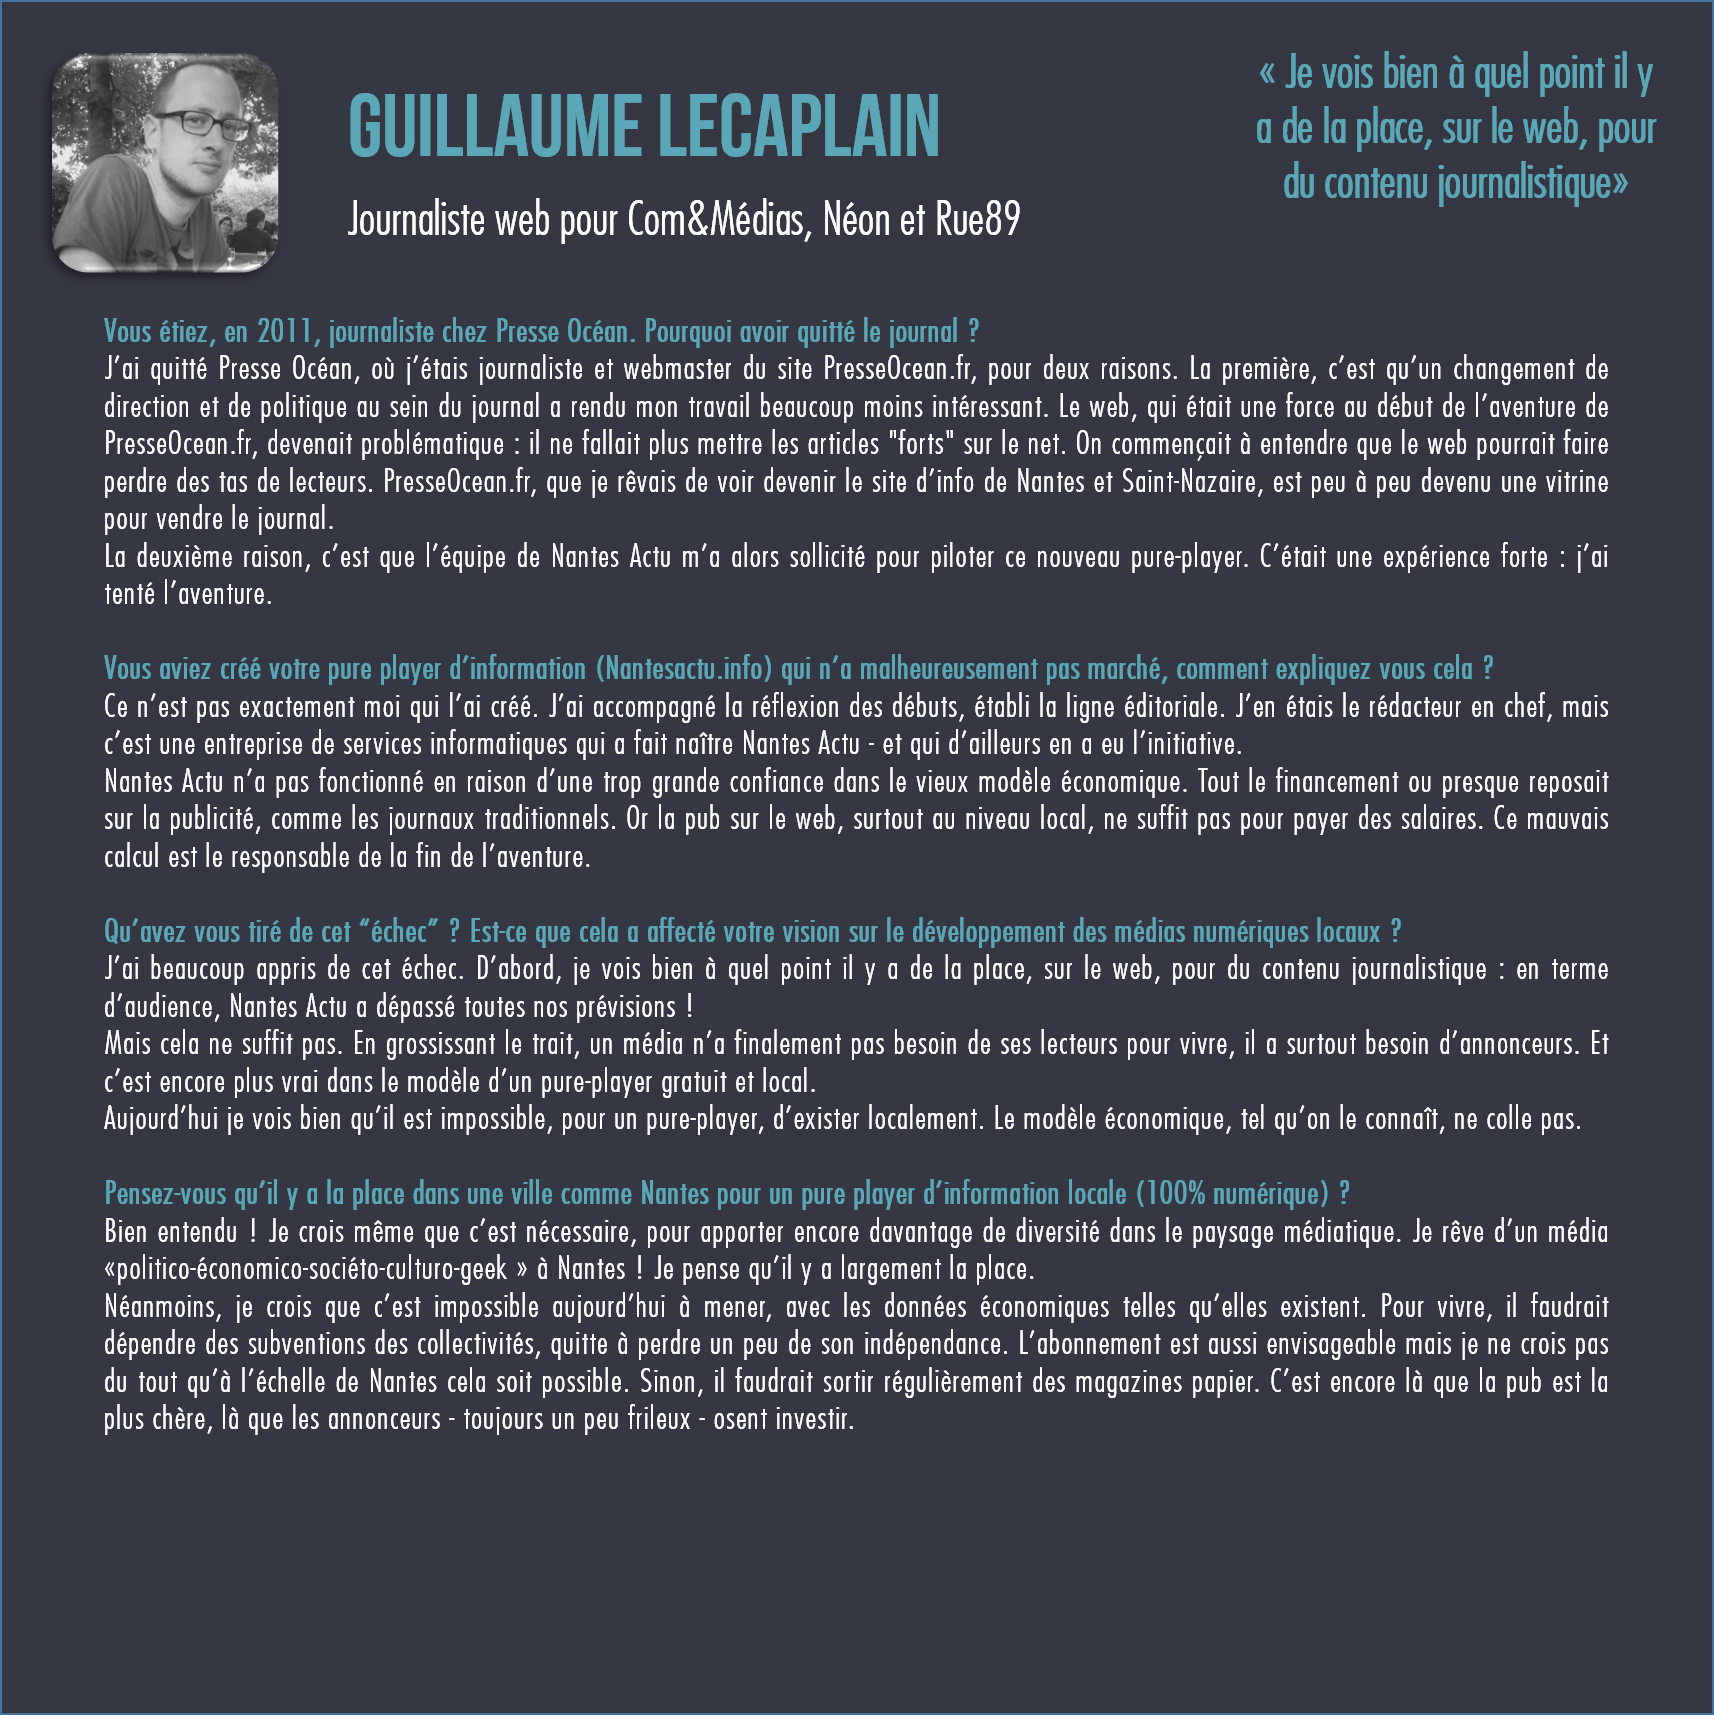 GUILLAUME LECAPLAIN
Journaliste web pour Com&Médias, Néon et Rue89
« Je vois bien à quel point il y
a de la place, sur le web, pour
du contenu journalistique»
Vous étiez, en 2011, journaliste chez Presse Océan. Pourquoi avoir quitté le journal ?
J’ai quitté Presse Océan, où j’étais journaliste et webmaster du site PresseOcean.fr, pour deux raisons. La première, c’est qu’un changement de
direction et de politique au sein du journal a rendu mon travail beaucoup moins intéressant. Le web, qui était une force au début de l’aventure de
PresseOcean.fr, devenait problématique : il ne fallait plus mettre les articles "forts" sur le net. On commençait à entendre que le web pourrait faire
perdre des tas de lecteurs. PresseOcean.fr, que je rêvais de voir devenir le site d’info de Nantes et Saint-Nazaire, est peu à peu devenu une vitrine
pour vendre le journal.
La deuxième raison, c’est que l’équipe de Nantes Actu m’a alors sollicité pour piloter ce nouveau pure-player. C’était une expérience forte : j’ai
tenté l’aventure.
Vous aviez créé votre pure player d’information (Nantesactu.info) qui n’a malheureusement pas marché, comment expliquez vous cela ?
Ce n’est pas exactement moi qui l’ai créé. J’ai accompagné la réflexion des débuts, établi la ligne éditoriale. J’en étais le rédacteur en chef, mais
c’est une entreprise de services informatiques qui a fait naître Nantes Actu - et qui d’ailleurs en a eu l’initiative.
Nantes Actu n’a pas fonctionné en raison d’une trop grande confiance dans le vieux modèle économique. Tout le financement ou presque reposait
sur la publicité, comme les journaux traditionnels. Or la pub sur le web, surtout au niveau local, ne suffit pas pour payer des salaires. Ce mauvais
calcul est le responsable de la fin de l’aventure.
Qu’avez vous tiré de cet “échec” ? Est-ce que cela a affecté votre vision sur le développement des médias numériques locaux ?
J’ai beaucoup appris de cet échec. D’abord, je vois bien à quel point il y a de la place, sur le web, pour du contenu journalistique : en terme
d’audience, Nantes Actu a dépassé toutes nos prévisions !
Mais cela ne suffit pas. En grossissant le trait, un média n’a finalement pas besoin de ses lecteurs pour vivre, il a surtout besoin d’annonceurs. Et
c’est encore plus vrai dans le modèle d’un pure-player gratuit et local.
Aujourd’hui je vois bien qu’il est impossible, pour un pure-player, d’exister localement. Le modèle économique, tel qu’on le connaît, ne colle pas.
Pensez-vous qu’il y a la place dans une ville comme Nantes pour un pure player d’information locale (100% numérique) ?
Bien entendu ! Je crois même que c’est nécessaire, pour apporter encore davantage de diversité dans le paysage médiatique. Je rêve d’un média
«politico-économico-sociéto-culturo-geek » à Nantes ! Je pense qu’il y a largement la place.
Néanmoins, je crois que c’est impossible aujourd’hui à mener, avec les données économiques telles qu’elles existent. Pour vivre, il faudrait
dépendre des subventions des collectivités, quitte à perdre un peu de son indépendance. L’abonnement est aussi envisageable mais je ne crois pas
du tout qu’à l’échelle de Nantes cela soit possible. Sinon, il faudrait sortir régulièrement des magazines papier. C’est encore là que la pub est la
plus chère, là que les annonceurs - toujours un peu frileux - osent investir.